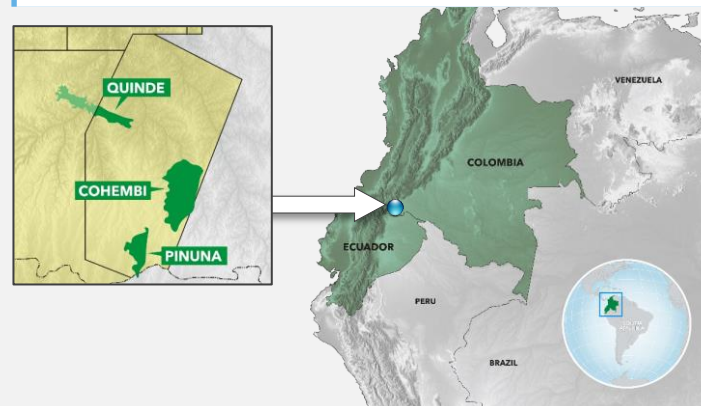 QUINDE
COHEMBI
PINUNA
VENEZUELA
COLOMBIA
ECUADOR
PERU
BRAZIL